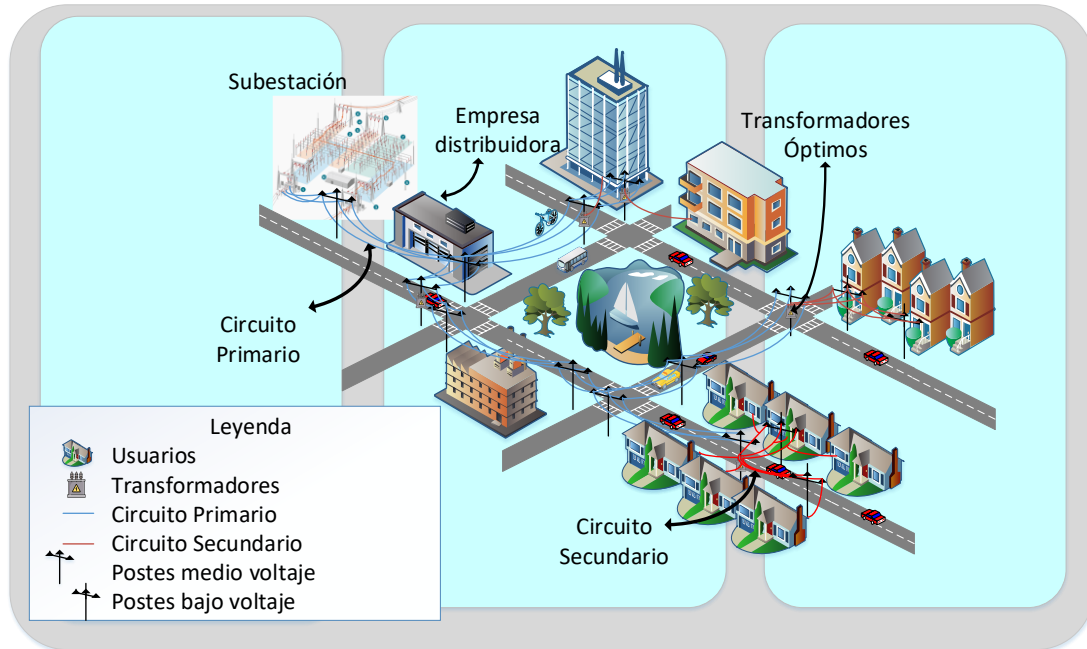 Subestación
Empresa
distribuidora
Transformadores
Óptimos
Circuito
Primario
Circuito
Secundario
Leyenda
Usuarios
Transformadores
Circuito Primario
Circuito Secundario
Postes medio voltaje
Postes bajo voltaje